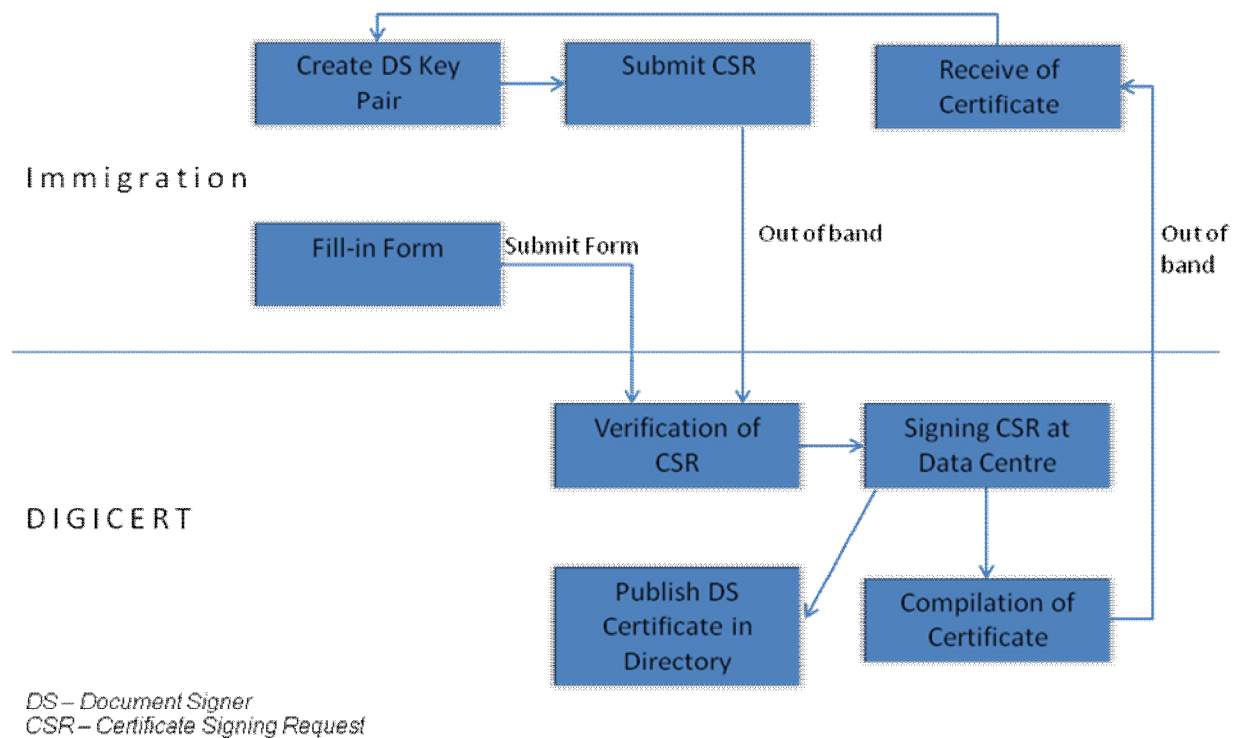 Create DS Key
Pair
Submit CSR
Receive of
Certificate
Immigration
Fill-in Form
Submit Form
Out of band
Out of
band
Verification of
CSR
Signing CSR at
Data Centre
DIGICERT
Publish DS
Certificate in
Directory
Compilation of
Certificate
DS – Document Signer
CSR – Certificate Signing Request